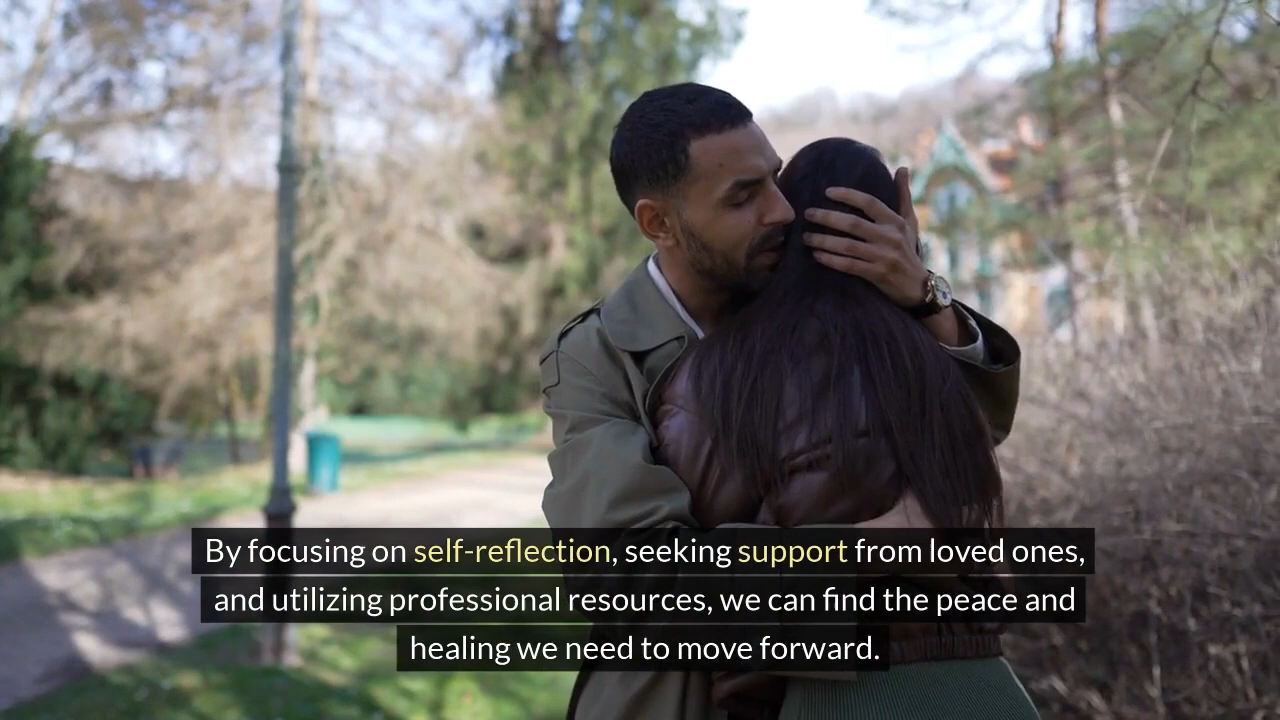 By focusing on self-reflection, seeking support from loved ones,
and utilizing professional resources, we can find the peace and
healing we need to move forward.